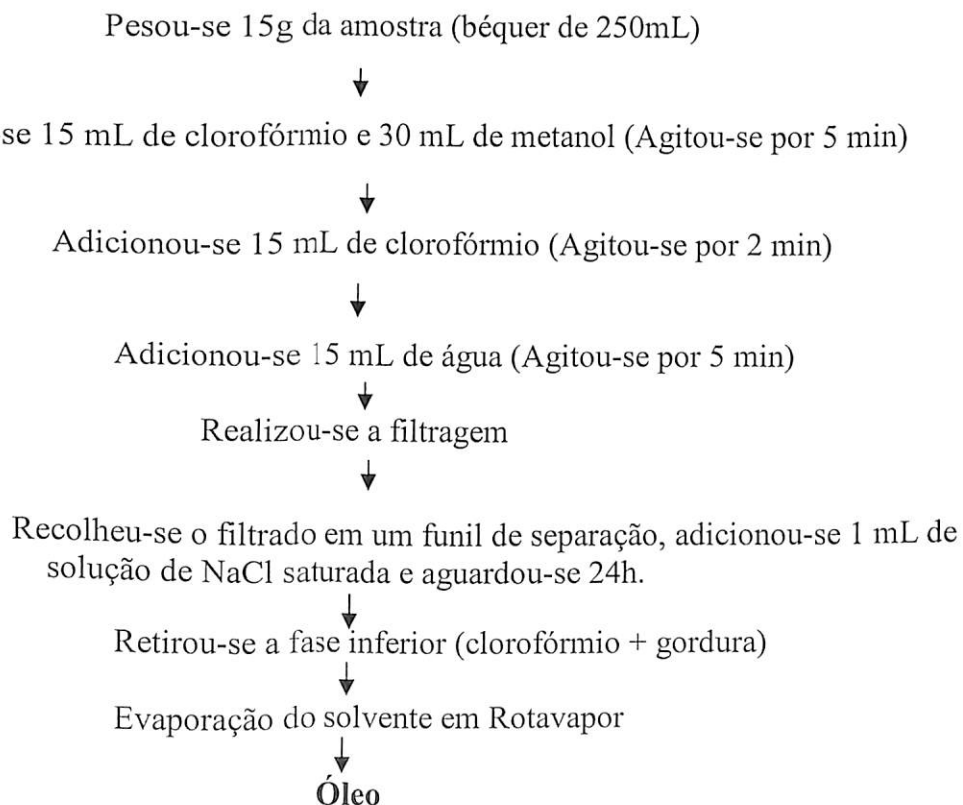 Pesou-se 15g da amostra (béquer de 250mL)
se 15 mL de clorofórmio e 30 mL de metanol (Agitou-se por 5 min)
Adicionou-se 15 mL de clorofórmio (Agitou-se por 2 min)
Adicionou-se 15 mL de água (Agitou-se por 5 min)
Realizou-se a filtragem
Recolheu-se o filtrado em um funil de separação, adicionou-se 1 mL de
solução de NaCl saturada e aguardou-se 24h.
Retirou-se a fase inferior (clorofórmio + gordura)
Evaporação do solvente em Rotavapor
Óleo